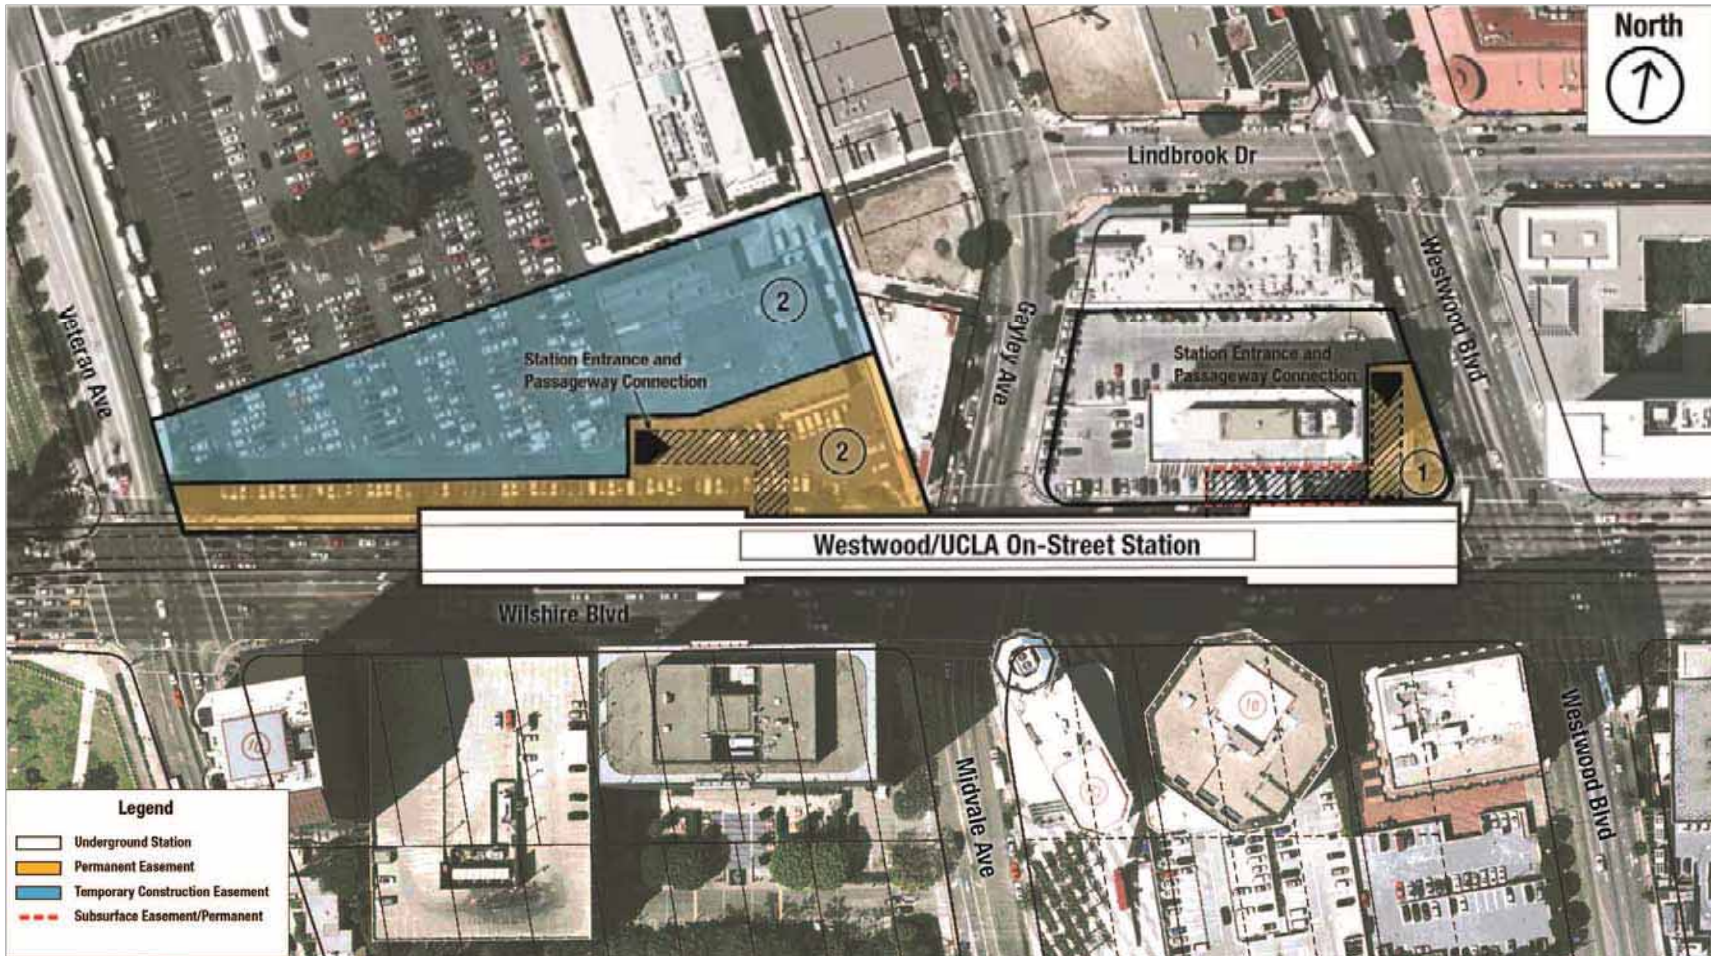 North
Lindbrook Dr
Veteran Ave
Gayley Ave
Westwood Blvd
2
Station Entrance and
Passageway Connection
Station Entrance and
Passageway Connection
2
1
Westwood/UCLA On-Street Station
Wilshire Blvd
Midvale Ave
Westwood Blvd
10
10
Legend
Underground Station
Permanent Easement
Temporary Construction Easement
Subsurface Easement/Permanent